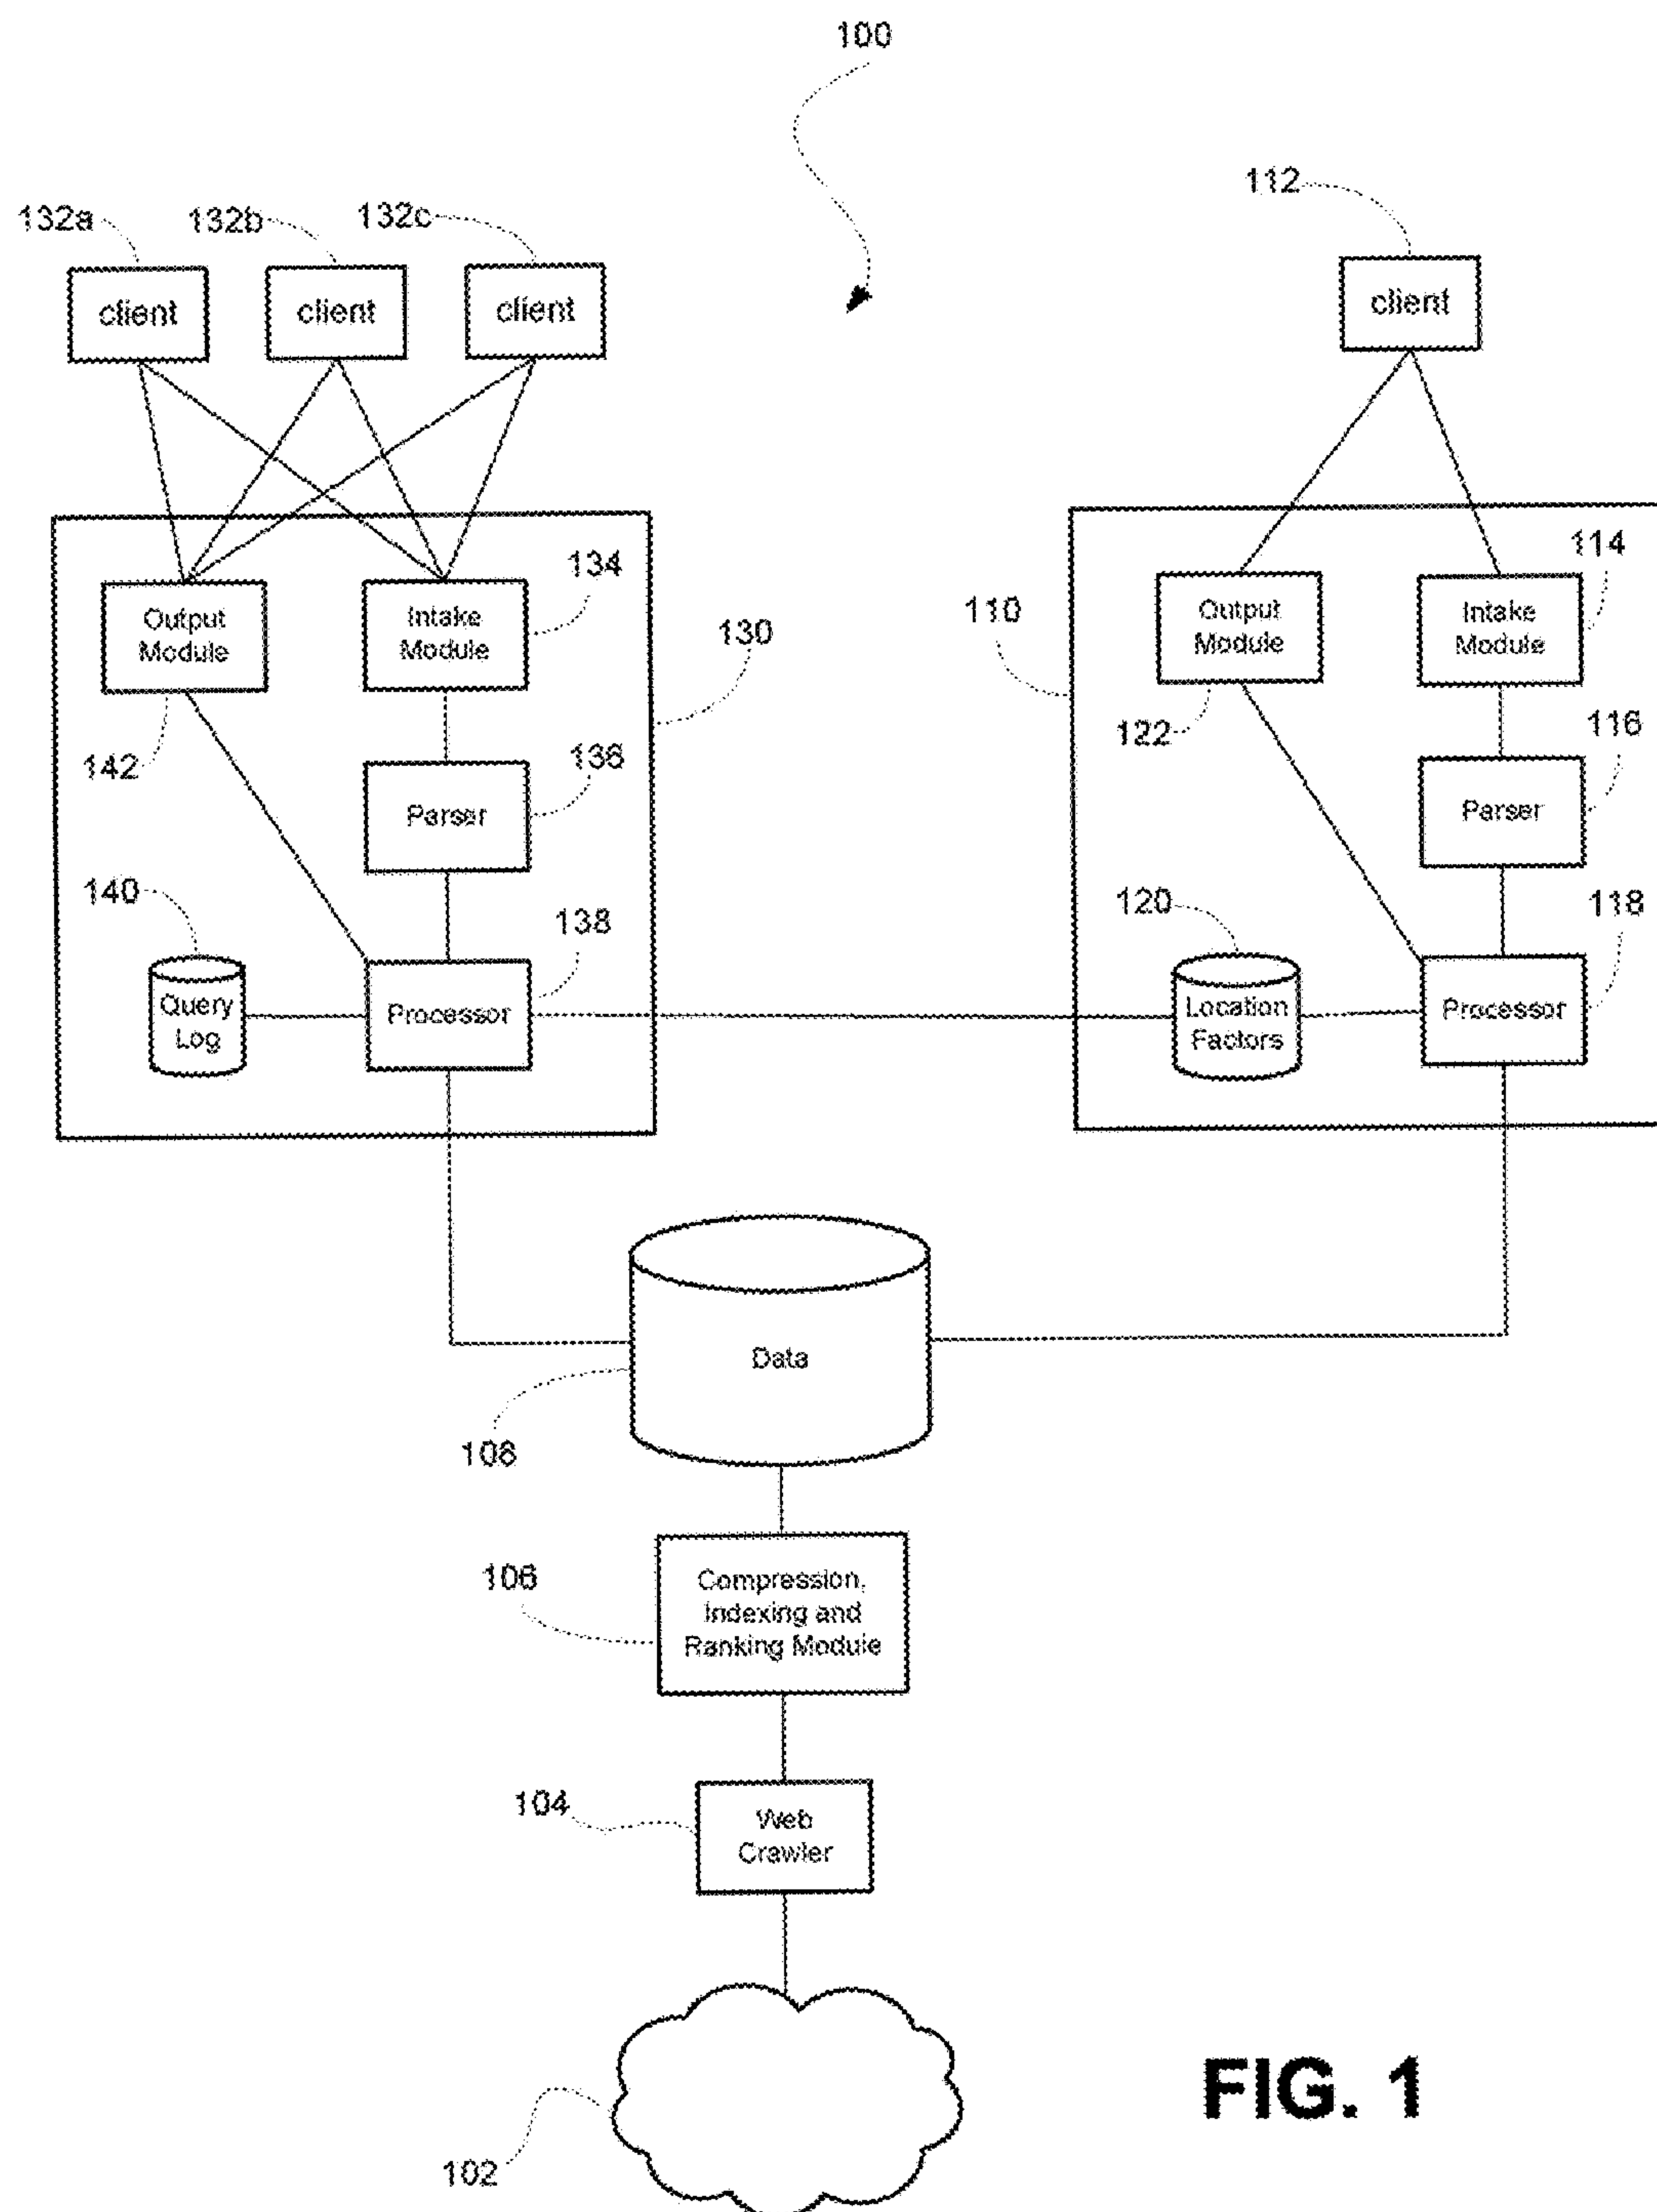 100
112
132a
132b
132c
client
client
client
client
134
114
Output
Module
Intake
Module
130
110
Output
Module
Intake
Module
142
136
122
116
Parser
Parser
140
138
120
118
Query
Log
Processor
Location
Factors
Processor
Data
108
106
Compression,
Indexing and
Ranking Module
104
Web
Crawler
102
FIG. 1